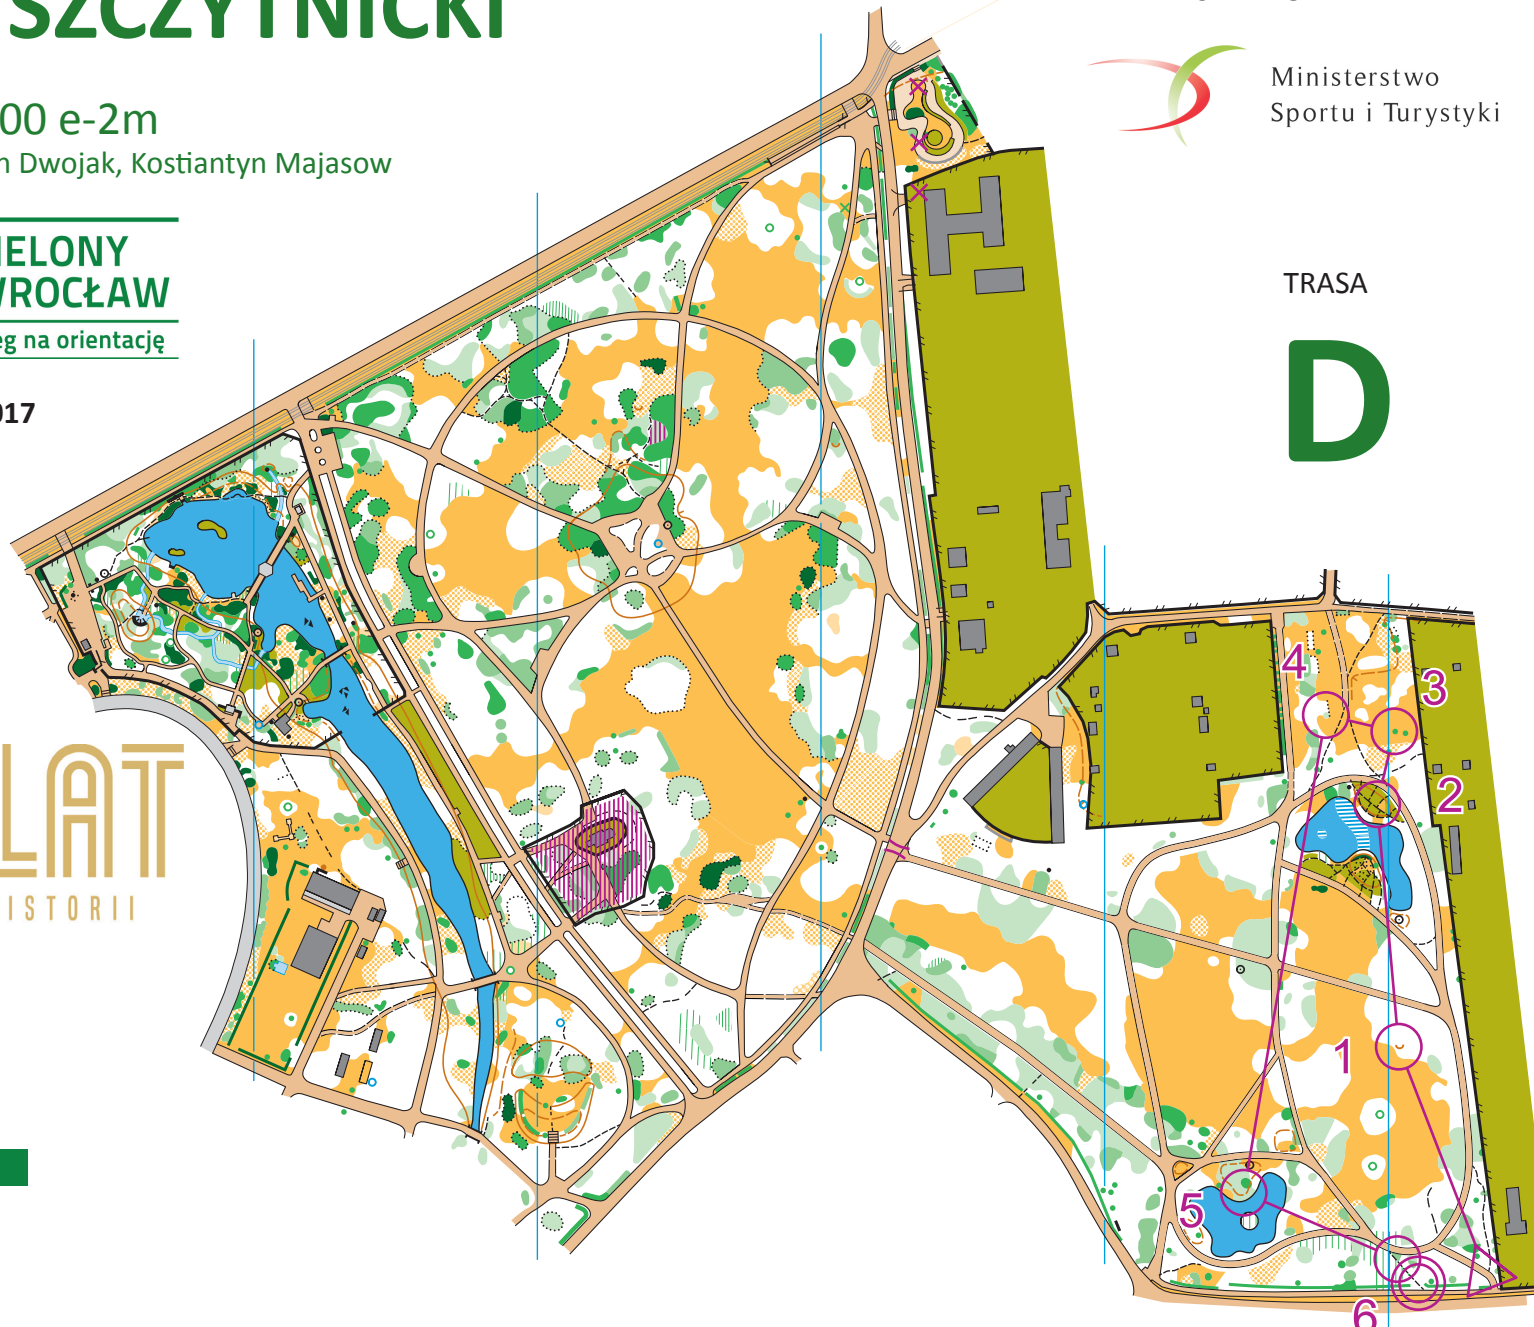 SZCZYTNICKI
00 e-2m
Dwojak, Kostiantyn Majasow
Ministerstwo
Sportu i Turystyki
IELONY
WROCŁAW
eg na orientację
017
TRASA
D
LAT
ISTORII
4
3
2
1
5
6